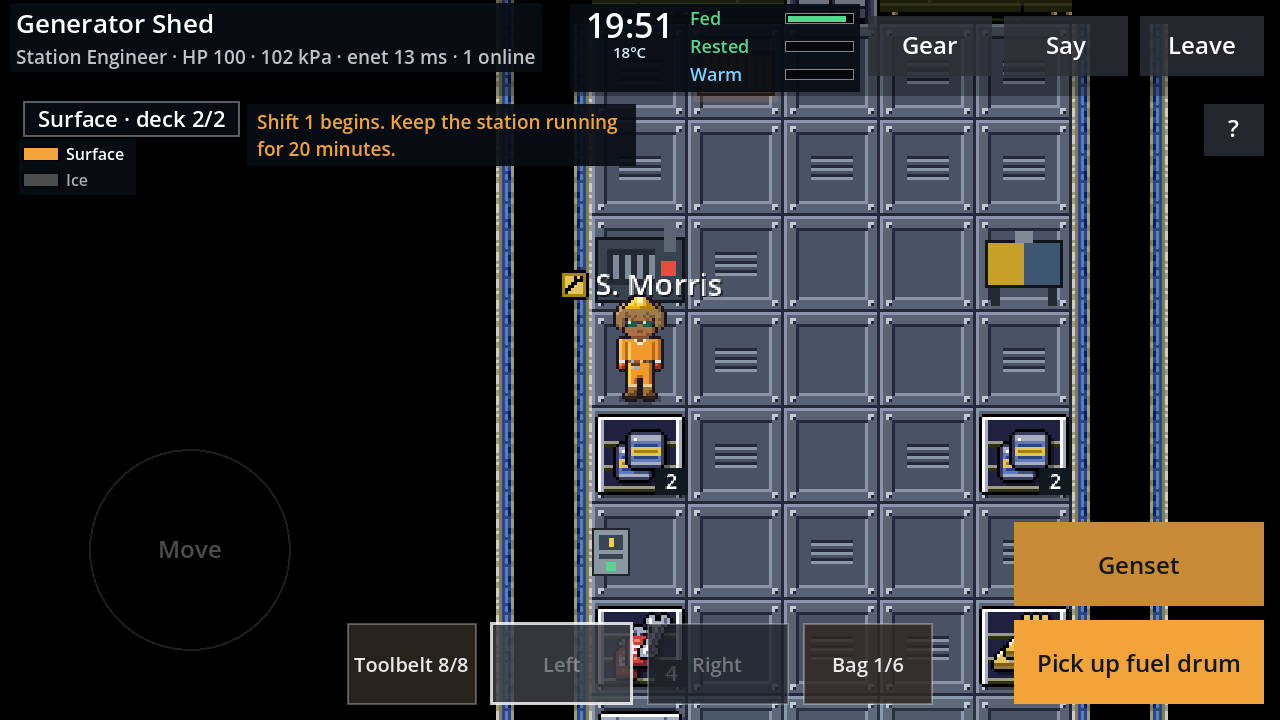 Generator Shed
Station Engineer · HP 100 · 102 kPa · enet 13 ms · 1 online
19:51
18°C
Fed
Rested
Warm
Gear
Say
Leave
?
Surface · deck 2/2
Surface
Ice
Shift 1 begins. Keep the station running
for 20 minutes.
S. Morris
2
2
Move
Genset
Pick up fuel drum
Toolbelt 8/8
Left
4
Right
Bag 1/6